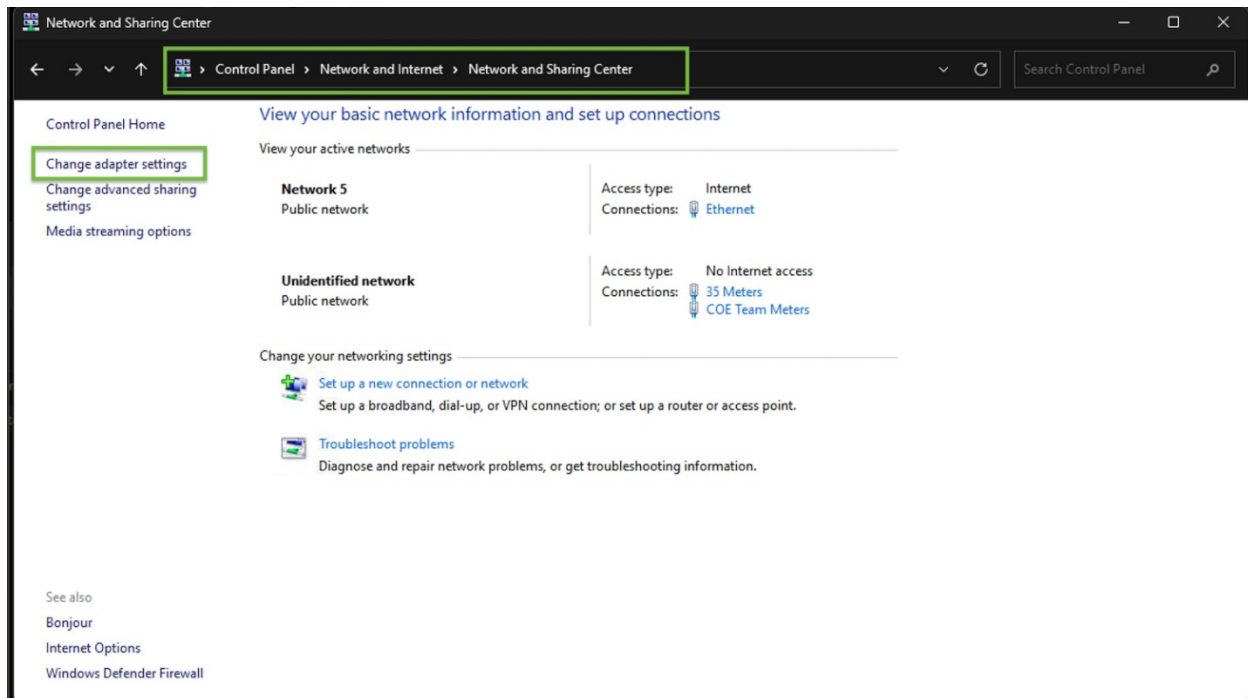 Network and Sharing Center
Control Panel > Network and Internet > Network and Sharing Center
Search Control Panel
Control Panel Home
Change adapter settings
Change advanced sharing
settings
Media streaming options
View your basic network information and set up connections
View your active networks
Network 5
Public network
Access type: Internet
Connections: Ethernet
Unidentified network
Public network
Access type: No Internet access
Connections: 35 Meters
COE Team Meters
Change your networking settings
Set up a new connection or network
Set up a broadband, dial-up, or VPN connection; or set up a router or access point.
Troubleshoot problems
Diagnose and repair network problems, or get troubleshooting information.
See also
Bonjour
Internet Options
Windows Defender Firewall